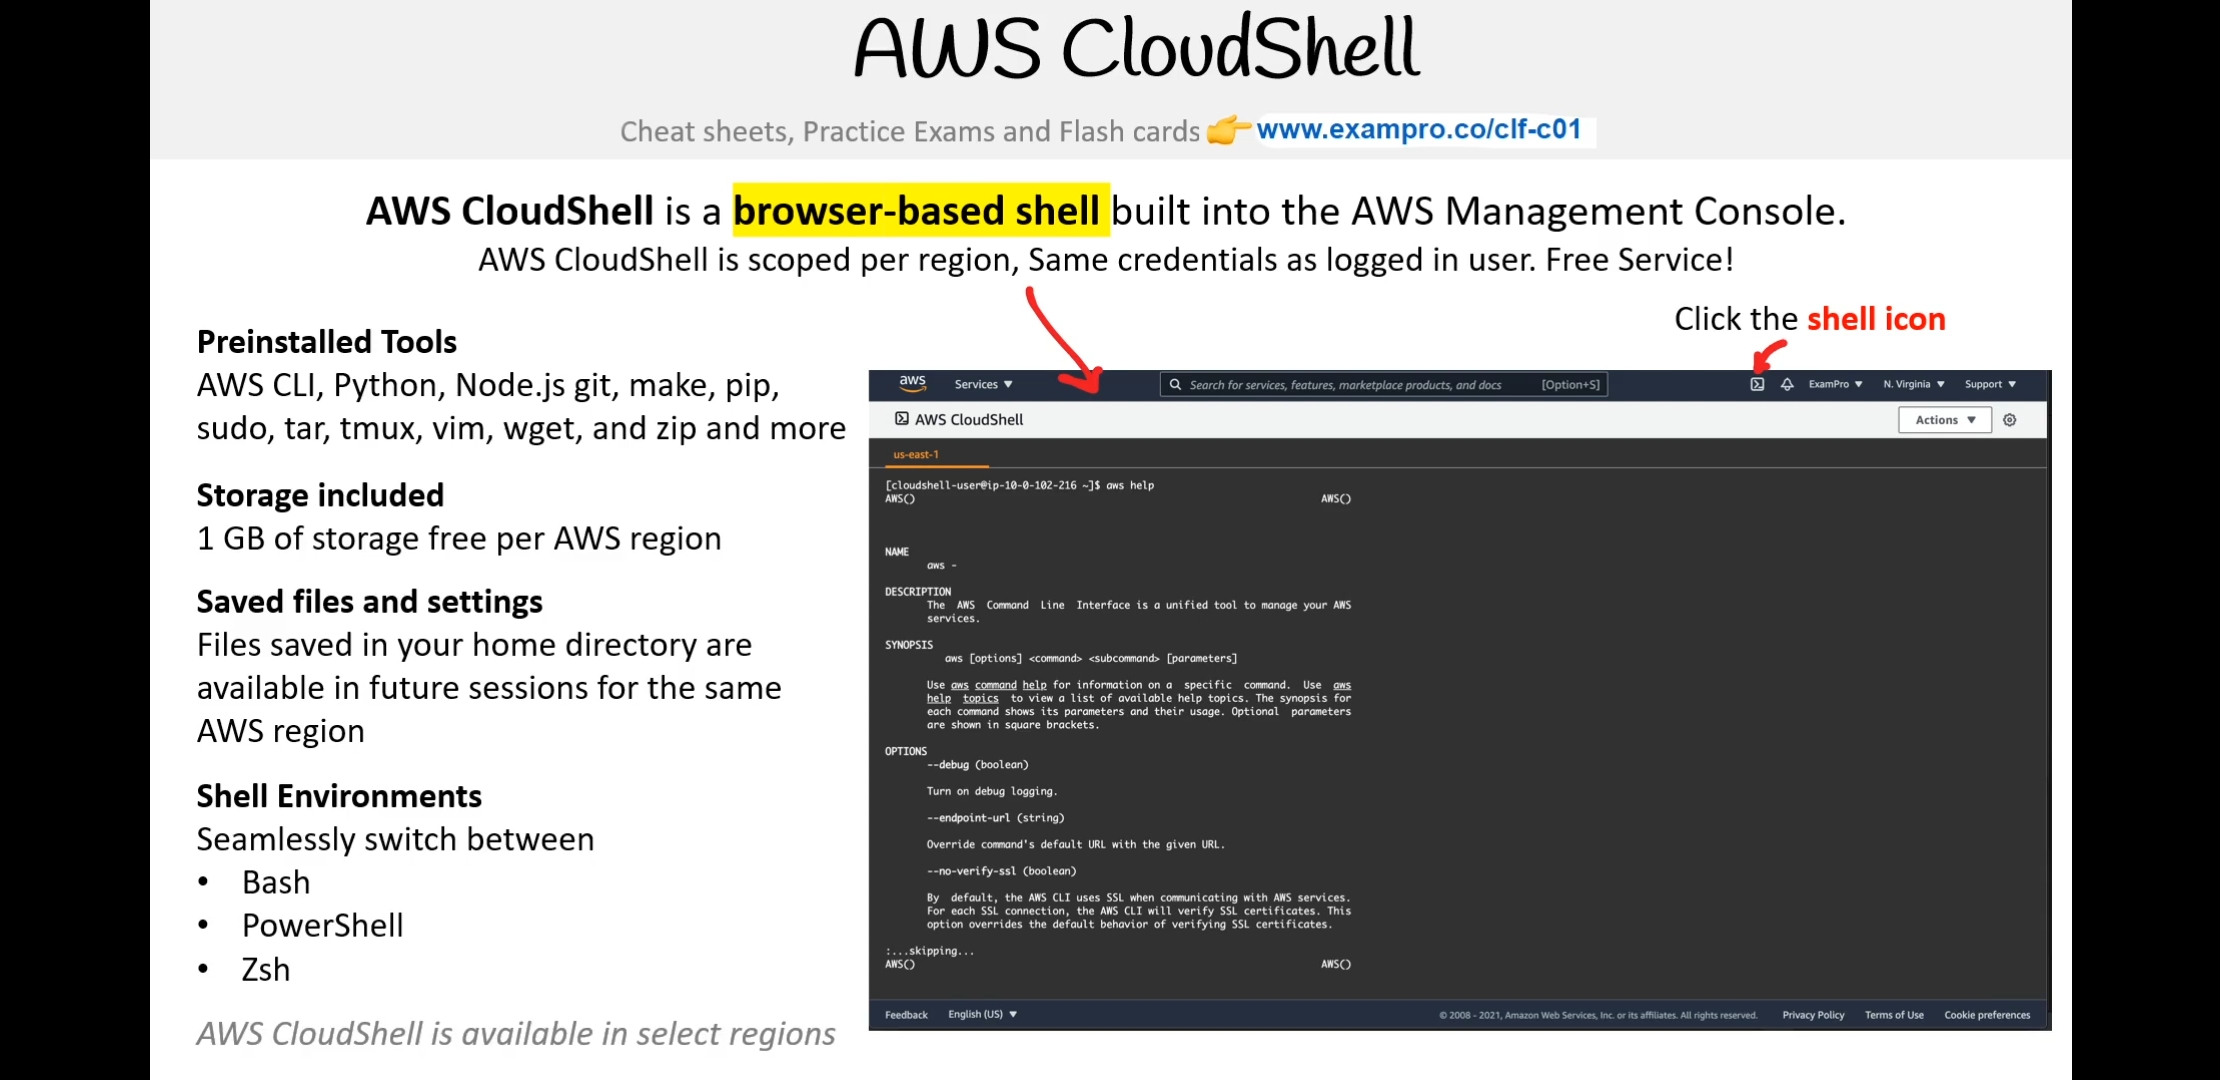 AWS CloudShell
Cheat sheets, Practice Exams and Flash cards 👉 www.exampro.co/clf-c01
AWS CloudShell is a browser-based shell built into the AWS Management Console.
AWS CloudShell is scoped per region, Same credentials as logged in user. Free Service!
Preinstalled Tools
AWS CLI, Python, Node.js git, make, pip,
sudo, tar, tmux, vim, wget, and zip and more
Storage included
1 GB of storage free per AWS region
Saved files and settings
Files saved in your home directory are
available in future sessions for the same
AWS region
Shell Environments
Seamlessly switch between
• Bash
• PowerShell
• Zsh
AWS CloudShell is available in select regions
Click the shell icon
aws Services ▼ Search for services, features, marketplace products, and docs [Option+S] ExamPro ▼ N. Virginia ▼ Support ▼
AWS CloudShell Actions ▼
us-east-1
[cloudshell-user@ip-10-0-102-216 ~]$ aws help
AWS() AWS()
NAME
aws -
DESCRIPTION
The AWS Command Line Interface is a unified tool to manage your AWS
services.
SYNOPSIS
aws [options] <command> <subcommand> [parameters]
Use aws command help for information on a specific command. Use aws
help topics to view a list of available help topics. The synopsis for
each command shows its parameters and their usage. Optional parameters
are shown in square brackets.
OPTIONS
--debug (boolean)
Turn on debug logging.
--endpoint-url (string)
Override command's default URL with the given URL.
--no-verify-ssl (boolean)
By default, the AWS CLI uses SSL when communicating with AWS services.
For each SSL connection, the AWS CLI will verify SSL certificates. This
option overrides the default behavior of verifying SSL certificates.
:...skipping...
AWS() AWS()
Feedback English (US) ▼ © 2008 - 2021, Amazon Web Services, Inc. or its affiliates. All rights reserved. Privacy Policy Terms of Use Cookie preferences